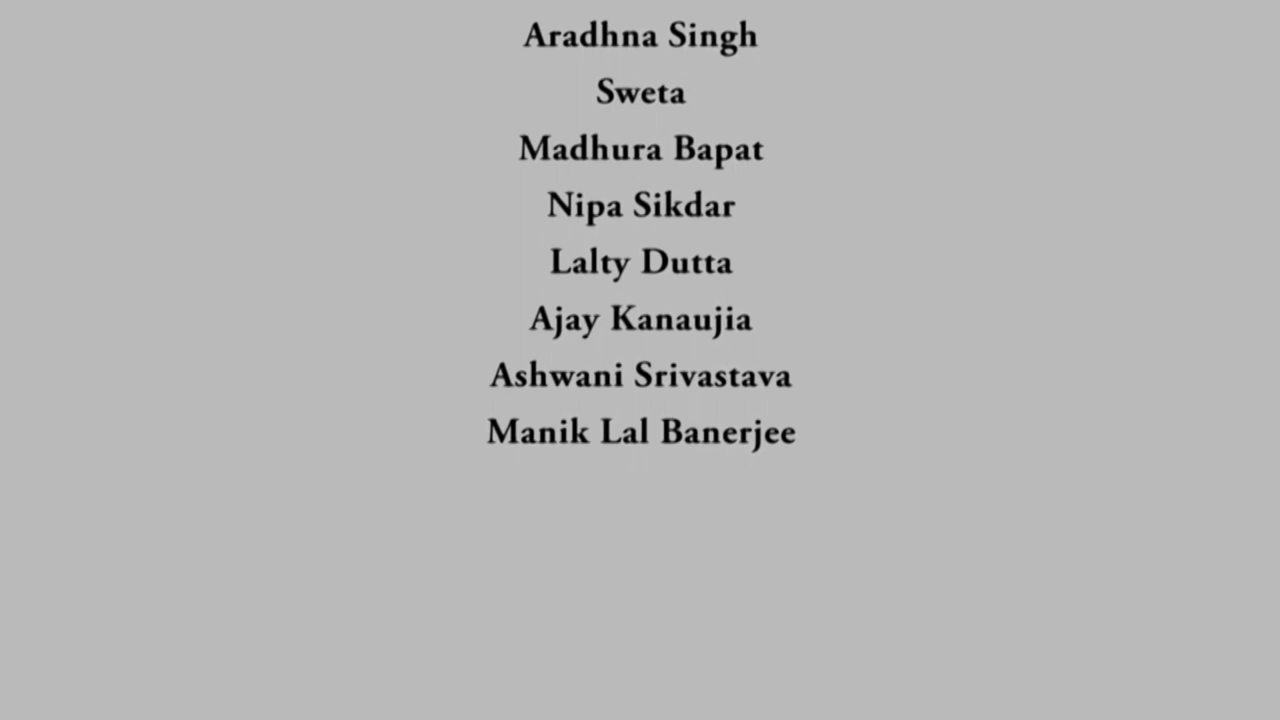 Aradhna Singh
Sweta
Madhura Bapat
Nipa Sikdar
Lalty Dutta
Ajay Kanaujia
Ashwani Srivastava
Manik Lal Banerjee